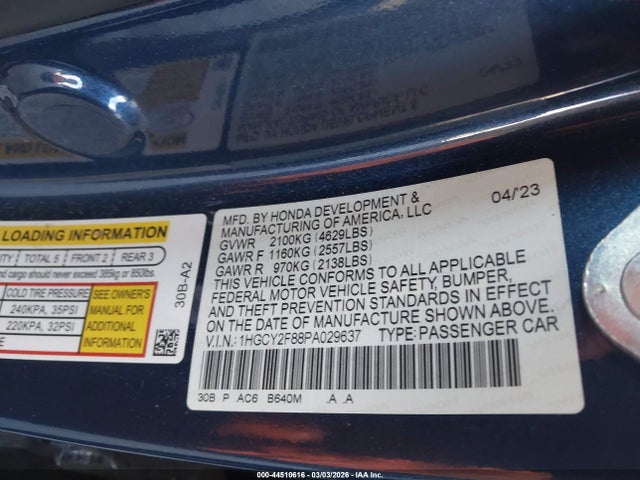 LOADING INFORMATION
ITY TOTAL 5 FRONT 2 REAR 3
d cargo should never exceed 385kg or 850lbs.
COLD TIRE PRESSURE
240KPA, 35PSI
220KPA, 32PSI
SEE OWNER'S
MANUAL FOR
ADDITIONAL
INFORMATION
30B-A2
MFD. BY HONDA DEVELOPMENT &
MANUFACTURING OF AMERICA, LLC
04/'23
GVWR 2100KG (4629LBS)
GAWR F 1160KG (2557LBS)
GAWR R 970KG (2138LBS)
THIS VEHICLE CONFORMS TO ALL APPLICABLE
FEDERAL MOTOR VEHICLE SAFETY, BUMPER,
AND THEFT PREVENTION STANDARDS IN EFFECT
ON THE DATE OF MANUFACTURE SHOWN ABOVE.
V.I.N.: 1HGCY2F88PA029637 TYPE: PASSENGER CAR
30B P AC6 B640M .A .A
000-44510616 - 03/03/2026 - IAA Inc.